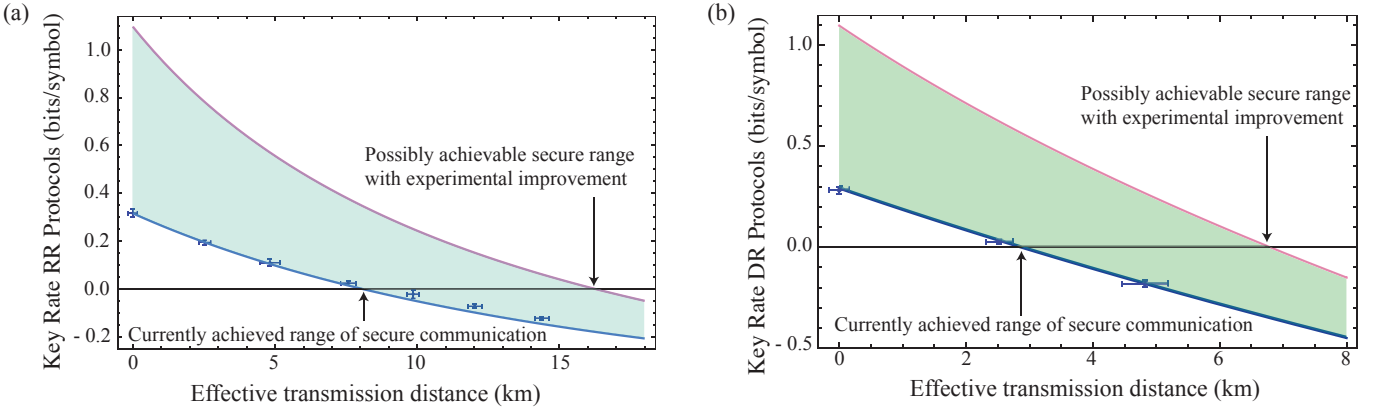 (a)
Key Rate RR Protocols (bits/symbol)
1.0
0.8
0.6
0.4
0.2
0.0
- 0.2
Possibly achievable secure range
with experimental improvement
Currently achieved range of secure communication
0
5
10
15
Effective transmission distance (km)
(b)
Key Rate DR Protocols (bits/symbol)
1.0
0.5
0.0
- 0.5
Possibly achievable secure range
with experimental improvement
Currently achieved range of secure communication
0
2
4
6
8
Effective transmission distance (km)